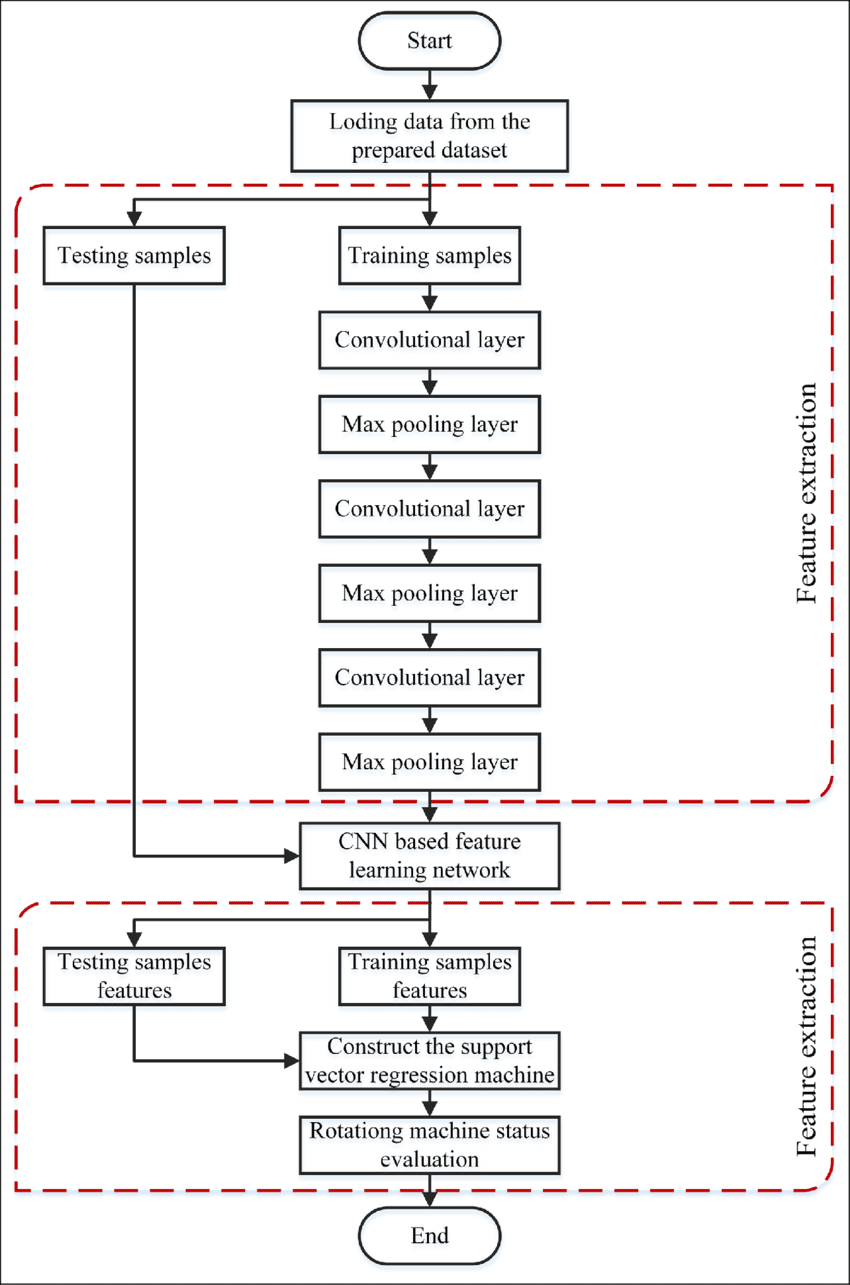 Start
Loding data from the
prepared dataset
Testing samples
Training samples
Convolutional layer
Max pooling layer
Convolutional layer
Max pooling layer
Convolutional layer
Max pooling layer
Feature extraction
CNN based feature
learning network
Testing samples
features
Training samples
features
Construct the support
vector regression machine
Rotationg machine status
evaluation
Feature extraction
End